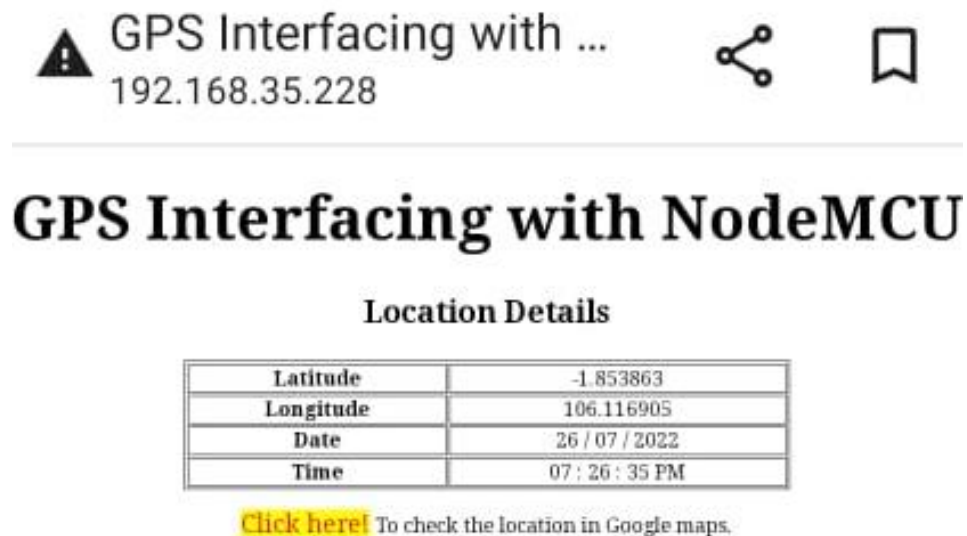 GPS Interfacing with ...
192.168.35.228
GPS Interfacing with NodeMCU
Location Details
Latitude -1.853863
Longitude 106.116905
Date 26 / 07 / 2022
Time 07 : 26 : 35 PM
Click here! To check the location in Google maps.